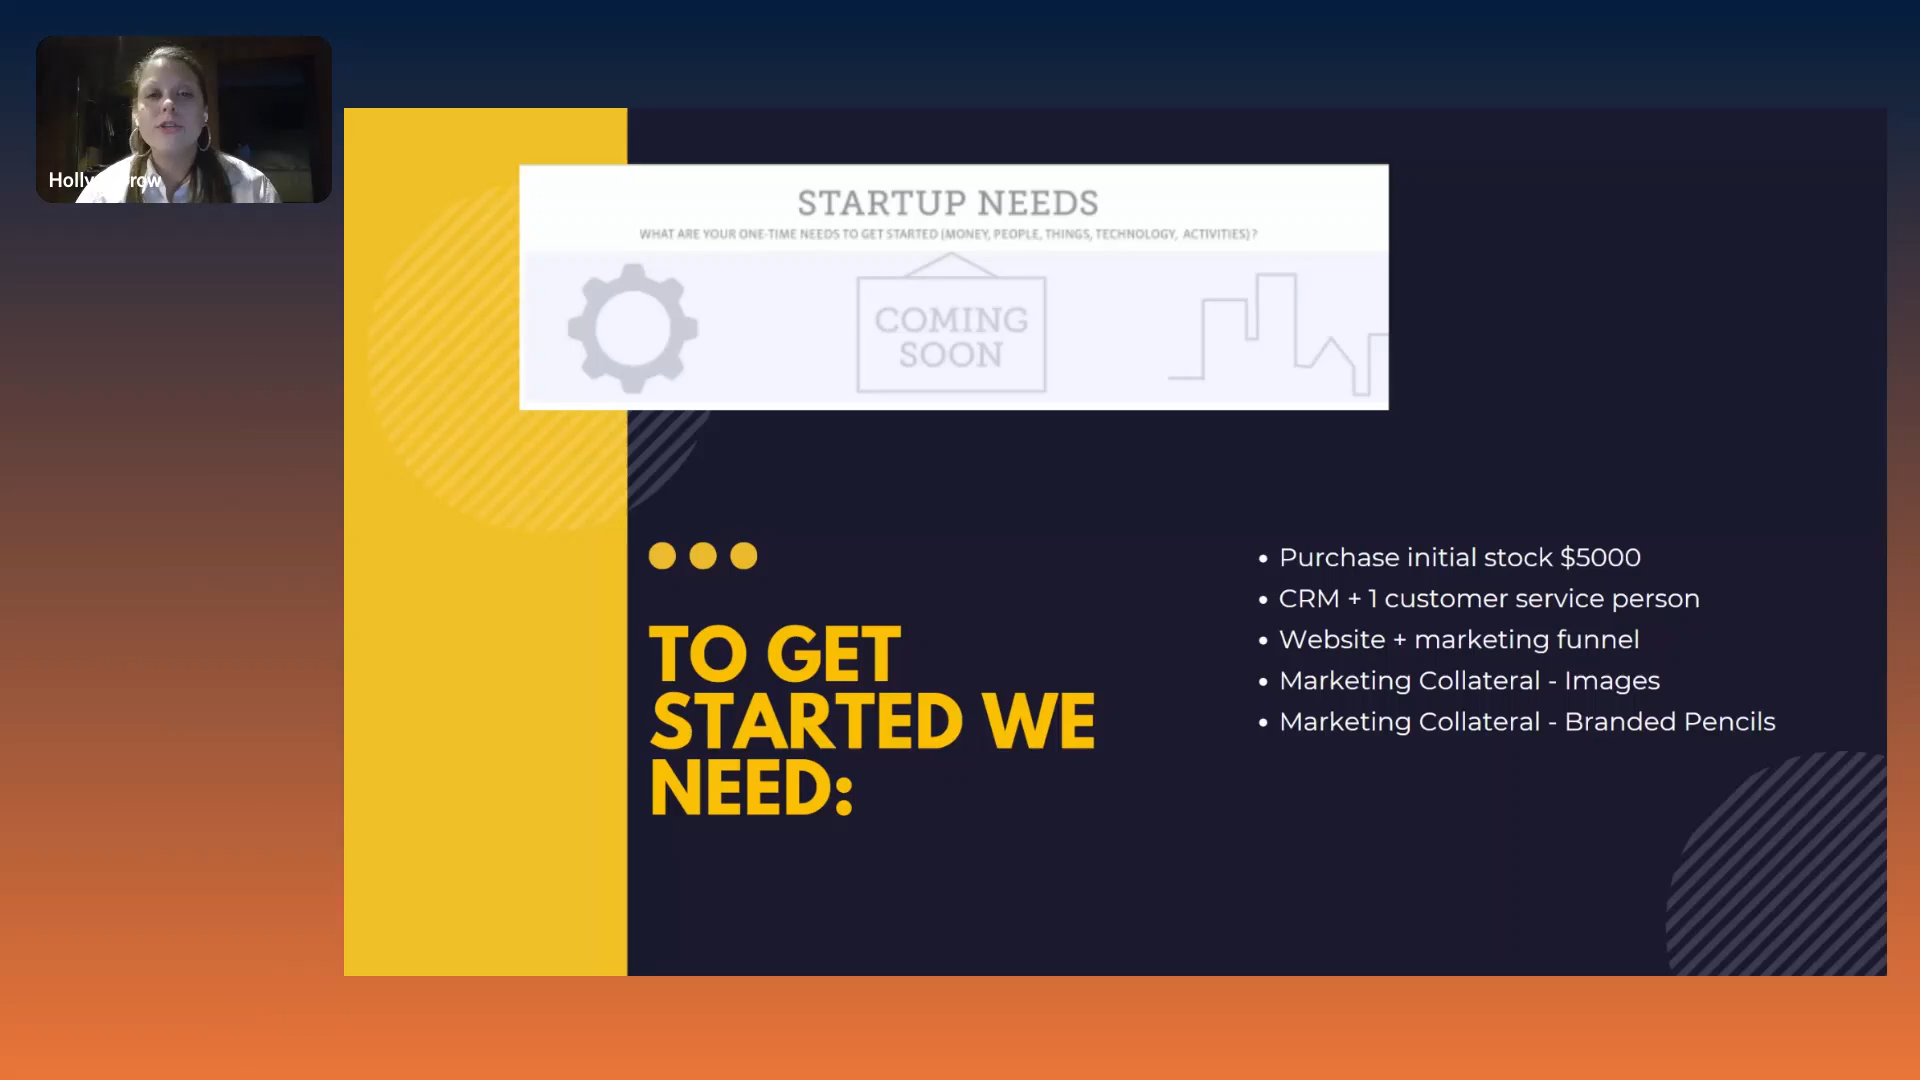 Holly
STARTUP NEEDS
WHAT ARE YOUR ONE-TIME NEEDS TO GET STARTED (MONEY, PEOPLE, THINGS, TECHNOLOGY, ACTIVITIES) ?
COMING
SOON
TO GET
STARTED WE
NEED:
• Purchase initial stock $5000
• CRM + 1 customer service person
• Website + marketing funnel
• Marketing Collateral - Images
• Marketing Collateral - Branded Pencils